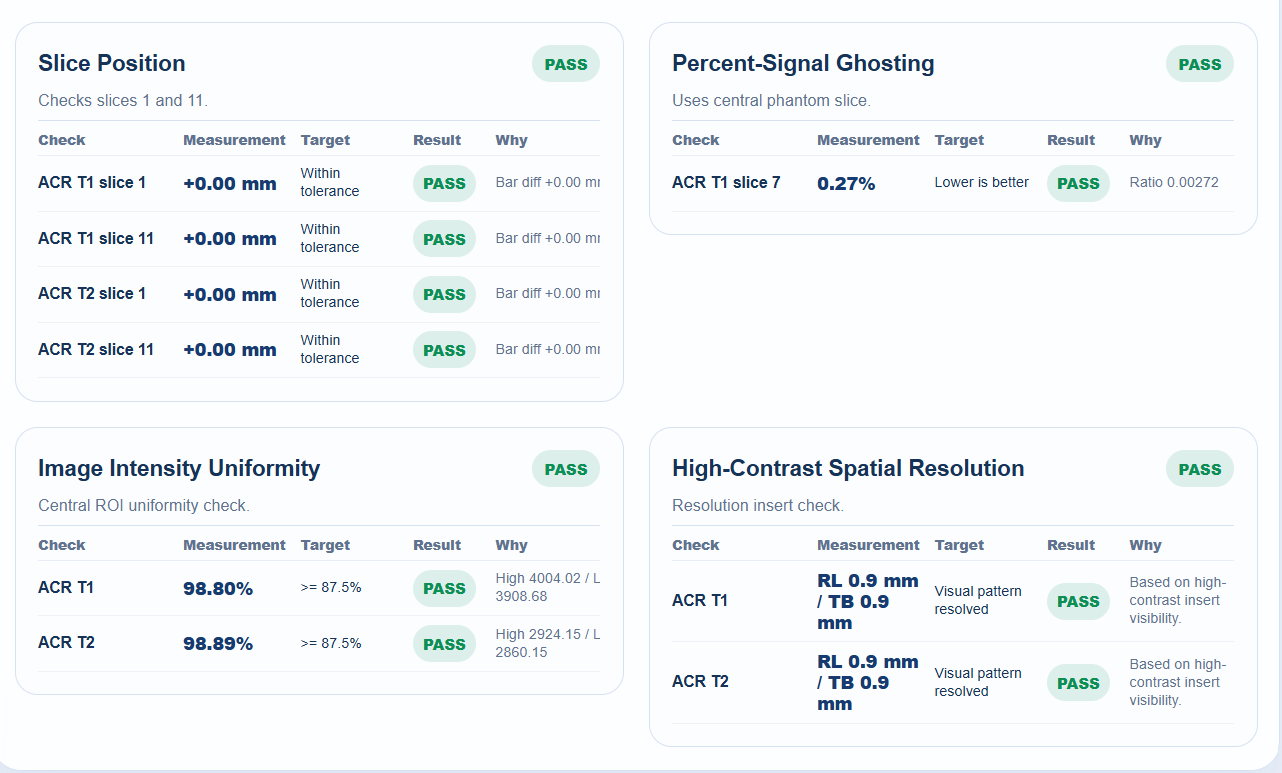 Slice Position
PASS
Checks slices 1 and 11.
Check Measurement Target Result Why
ACR T1 slice 1 +0.00 mm Within tolerance PASS Bar diff +0.00 mm
ACR T1 slice 11 +0.00 mm Within tolerance PASS Bar diff +0.00 mm
ACR T2 slice 1 +0.00 mm Within tolerance PASS Bar diff +0.00 mm
ACR T2 slice 11 +0.00 mm Within tolerance PASS Bar diff +0.00 mm
Percent-Signal Ghosting
PASS
Uses central phantom slice.
Check Measurement Target Result Why
ACR T1 slice 7 0.27% Lower is better PASS Ratio 0.00272
Image Intensity Uniformity
PASS
Central ROI uniformity check.
Check Measurement Target Result Why
ACR T1 98.80% >= 87.5% PASS High 4004.02 / L
3908.68
ACR T2 98.89% >= 87.5% PASS High 2924.15 / L
2860.15
High-Contrast Spatial Resolution
PASS
Resolution insert check.
Check Measurement Target Result Why
ACR T1 RL 0.9 mm / TB 0.9 mm Visual pattern resolved PASS Based on high-contrast insert visibility.
ACR T2 RL 0.9 mm / TB 0.9 mm Visual pattern resolved PASS Based on high-contrast insert visibility.